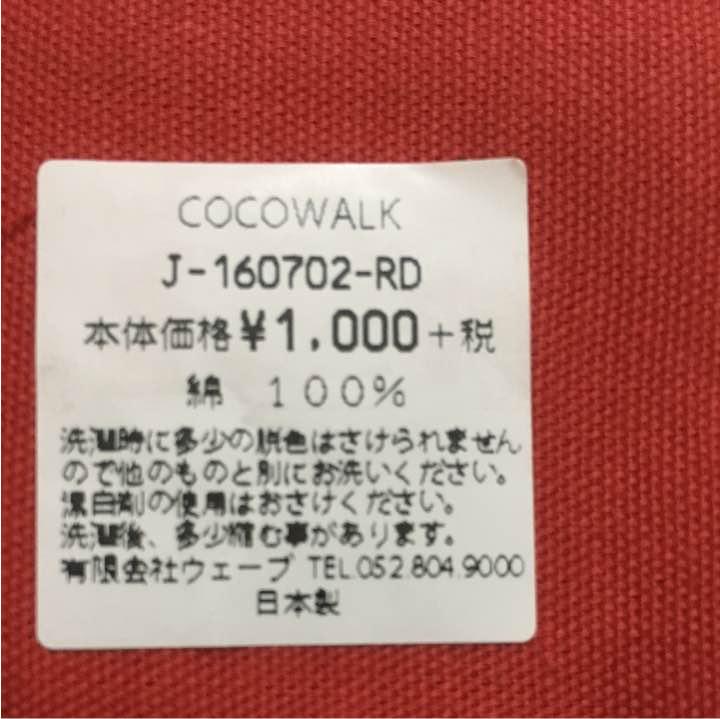 COCOWALK
J-160702-RD
本体価格¥1,000+税
綿 100%
洗濯時に多少の脱色はさけられません
ので他のものと別にお洗いください。
漂白剤の使用はおさけください。
洗濯後、多少縮む事があります。
有限会社ウェーブ TEL.052.804.9000
日本製